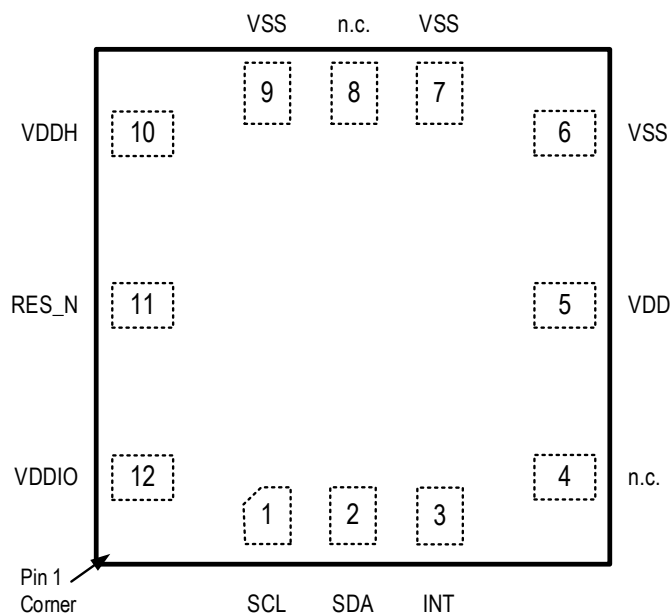 VSS n.c. VSS
9 8 7
VDDH 10 6 VSS
RES_N 11 5 VDD
VDDIO 12 4 n.c.
1 2 3
Pin 1
Corner
SCL SDA INT